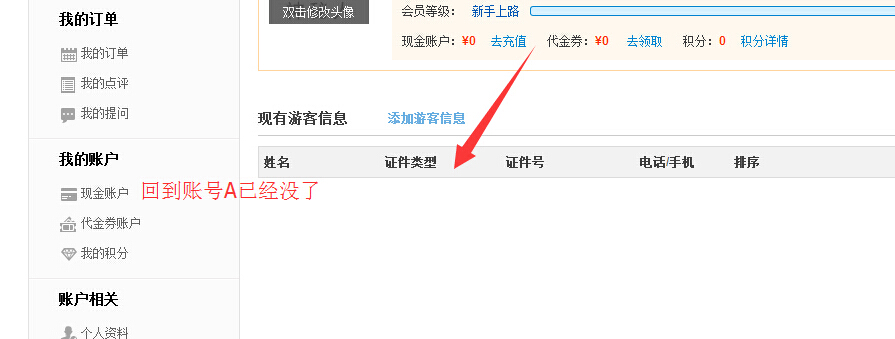 双击修改头像
会员等级： 新手上路
现金账户：¥0 去充值 代金券：¥0 去领取 积分：0 积分详情
我的订单
我的订单
我的点评
我的提问
我的账户
现金账户
代金券账户
我的积分
账户相关
个人资料
现有游客信息 添加游客信息
姓名 证件类型 证件号 电话/手机 排序
回到账号A已经没了